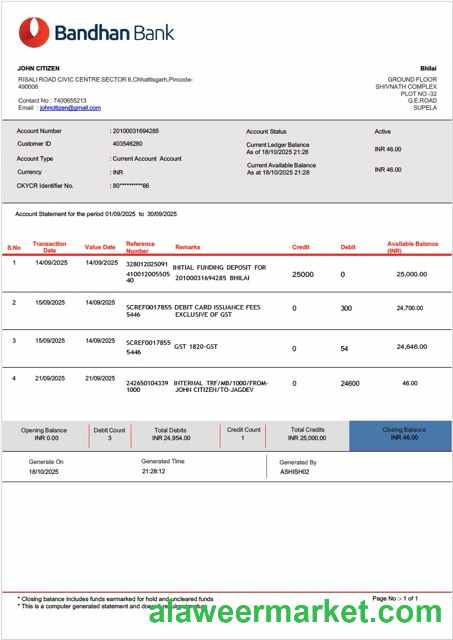 Bandhan Bank
JOHN CITIZEN
RISALI ROAD CIVIC CENTRE SECTOR 6,Chhattisgarh,Pincode-
490006
Contact No : 7400655213
Email : johncitizen@gmail.com
Bhilai
GROUND FLOOR
SHIVNATH COMPLEX
PLOT NO:-32
G.E.ROAD
SUPELA
Account Number : 20100031694285
Customer ID : 403546280
Account Type : Current Account Account
Currency : INR
CKYCR Identifier No. : 80**********66
Account Status Active
Current Ledger Balance
As of 18/10/2025 21:28 INR 46.00
Current Available Balance
As at 18/10/2025 21:28 INR 46.00
Account Statement for the period 01/09/2025 to 30/09/2025
S.No Transaction Date Value Date Reference Number Remarks Credit Debit Available Balance (INR)
1 14/09/2025 14/09/2025 328012025091 410012005505 40 INITIAL FUNDING DEPOSIT FOR 20100031694285 BHILAI 25000 0 25,000.00
2 15/09/2025 14/09/2025 SCREF0017855 5446 DEBIT CARD ISSUANCE FEES EXCLUSIVE OF GST 0 300 24,700.00
3 15/09/2025 14/09/2025 SCREF0017855 5446 GST 1820-GST 0 54 24,646.00
4 21/09/2025 21/09/2025 242650104339 1000 INTERNAL TRF/MB/1000/FROM- JOHN CITIZEN/TO-JAGDEV 0 24600 46.00
Opening Balance Debit Count Total Debits Credit Count Total Credits Closing Balance
INR 0.00 3 INR 24,954.00 1 INR 25,000.00 INR 46.00
Generate On Generated Time Generated By
18/10/2025 21:28:12 ASHISH02
* Closing balance includes funds earmarked for hold and uncleared funds
* This is a computer generated statement and does
Page No :- 1 of 1
alaweermarket.com